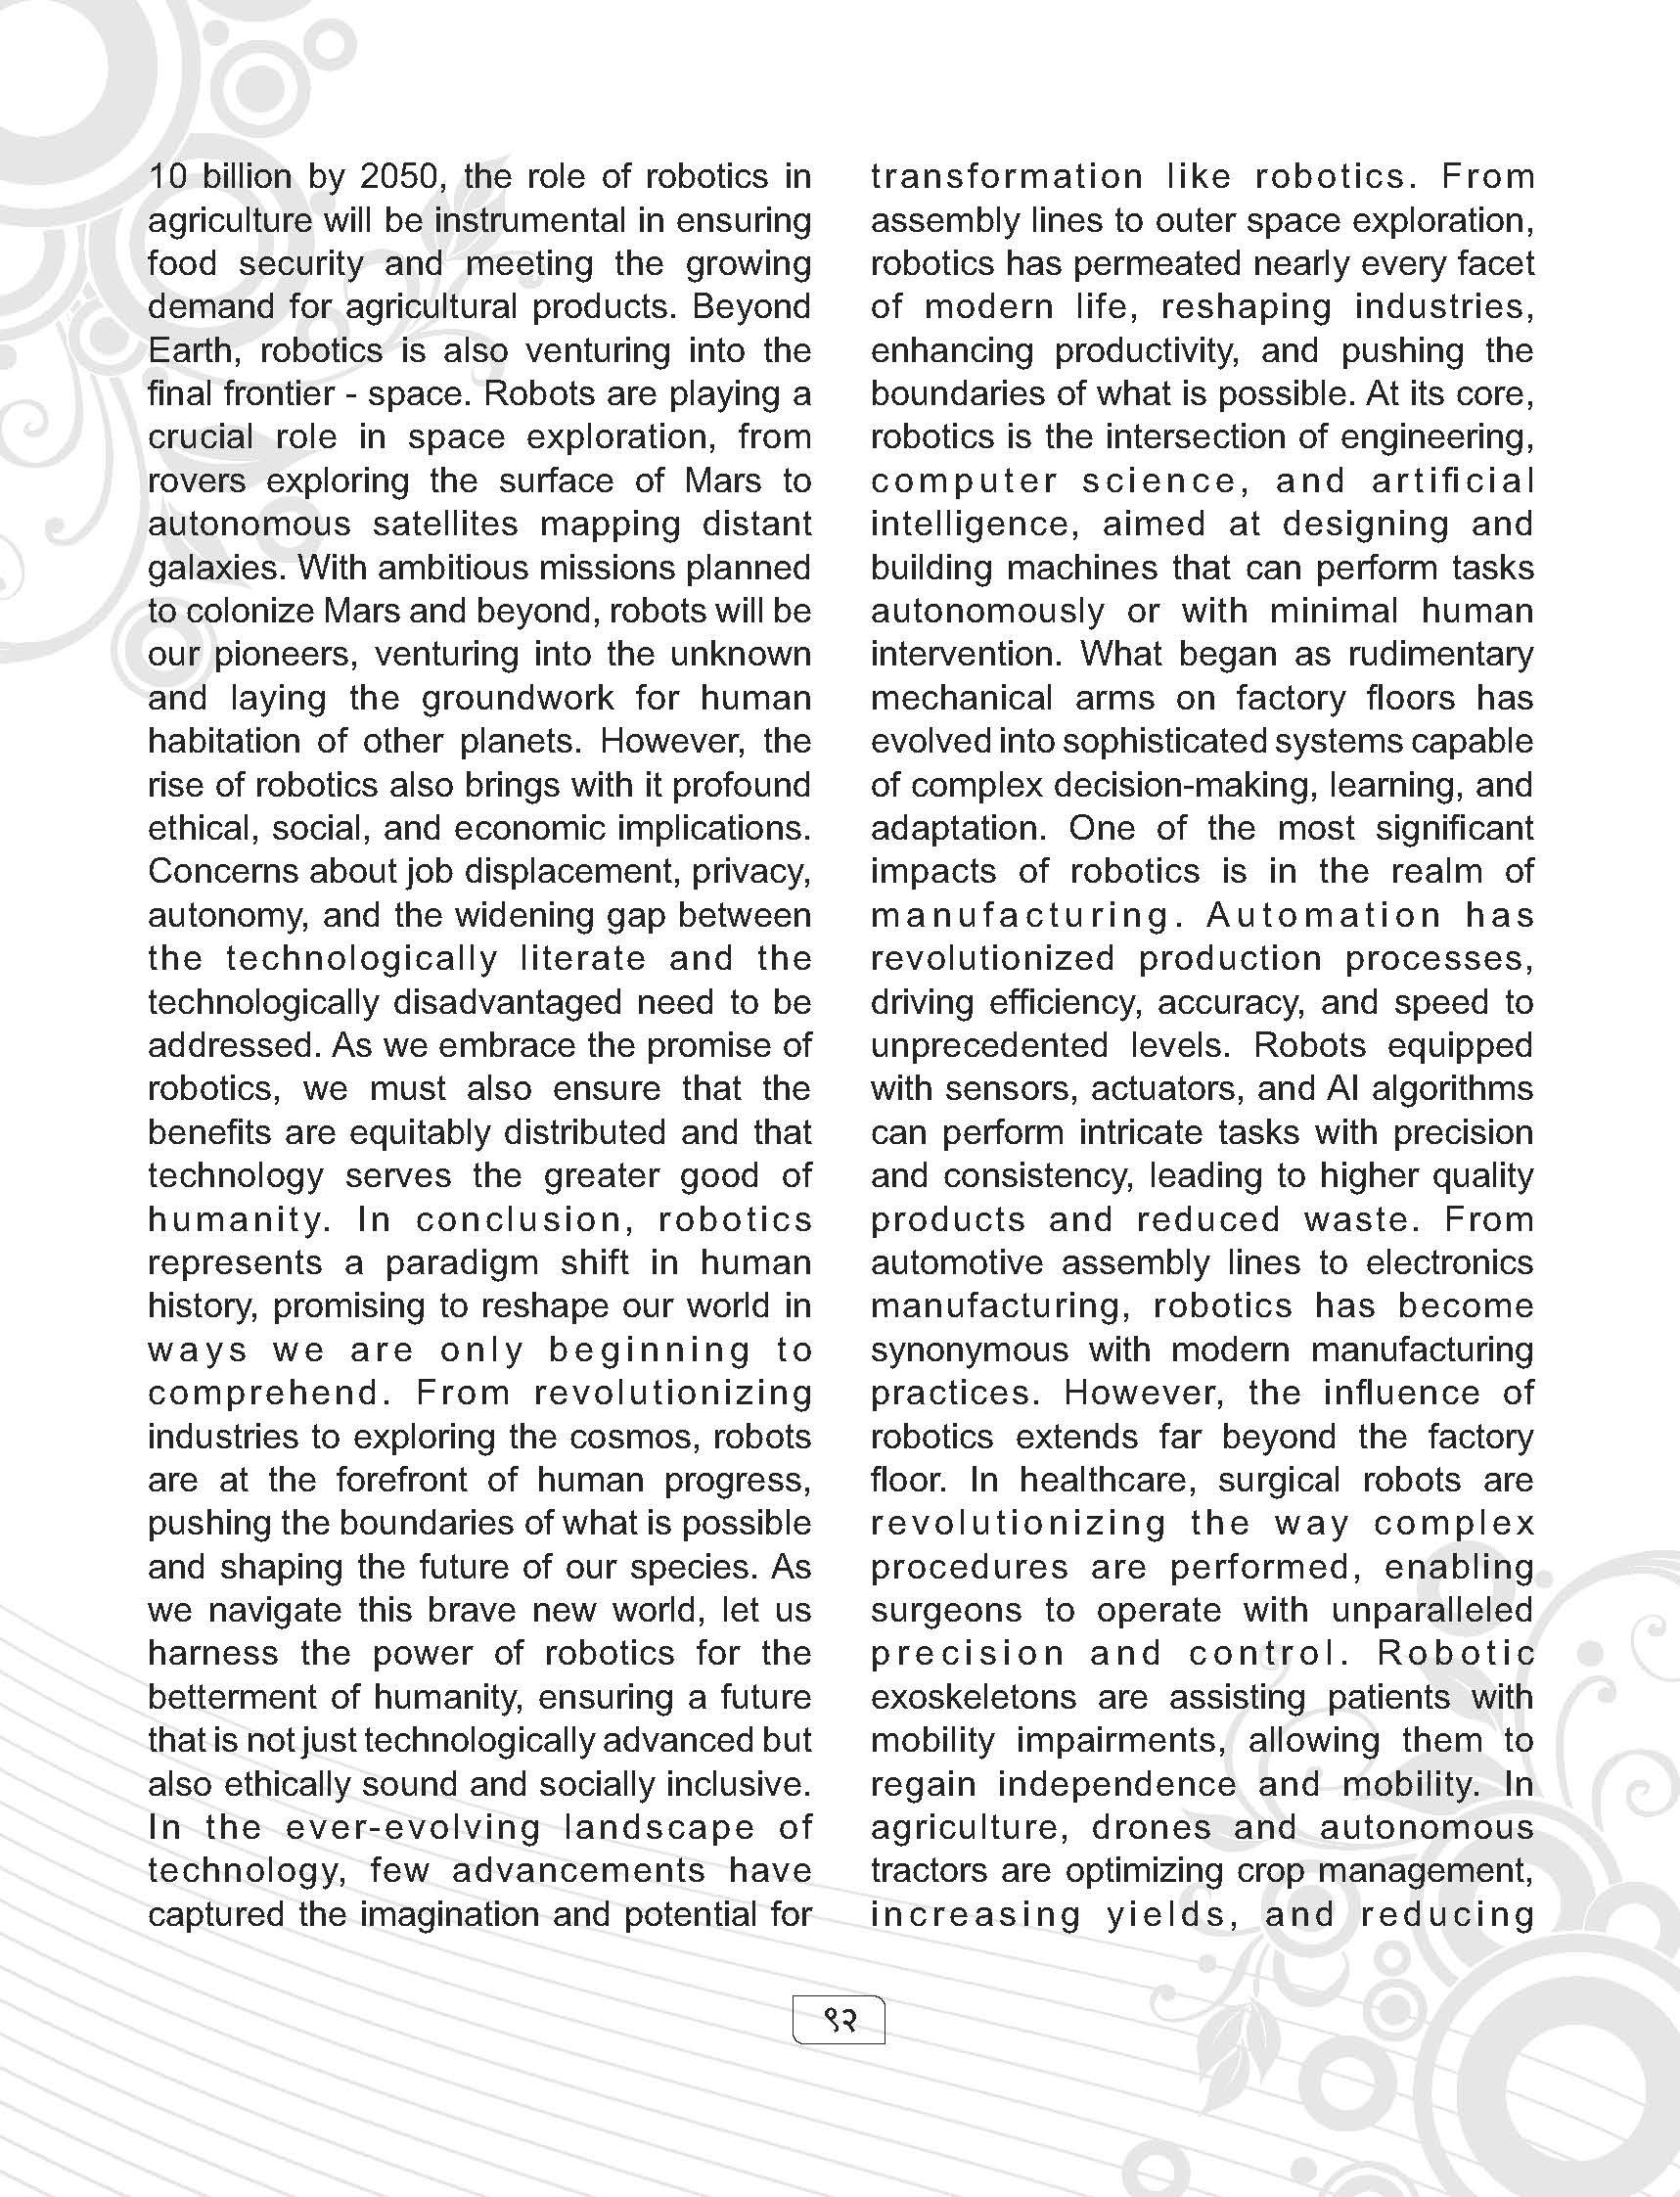 10 billion by 2050, the role of robotics in
agriculture will be instrumental in ensuring
food security and meeting the growing
demand for agricultural products. Beyond
Earth, robotics is also venturing into the
final frontier - space. Robots are playing a
crucial role in space exploration, from
rovers exploring the surface of Mars to
autonomous satellites mapping distant
galaxies. With ambitious missions planned
to colonize Mars and beyond, robots will be
our pioneers, venturing into the unknown
and laying the groundwork for human
habitation of other planets. However, the
rise of robotics also brings with it profound
ethical, social, and economic implications.
Concerns about job displacement, privacy,
autonomy, and the widening gap between
the technologically literate and the
technologically disadvantaged need to be
addressed. As we embrace the promise of
robotics, we must also ensure that the
benefits are equitably distributed and that
technology serves the greater good of
humanity. In conclusion, robotics
represents a paradigm shift in human
history, promising to reshape our world in
ways we are only beginning to
comprehend. From revolutionizing
industries to exploring the cosmos, robots
are at the forefront of human progress,
pushing the boundaries of what is possible
and shaping the future of our species. As
we navigate this brave new world, let us
harness the power of robotics for the
betterment of humanity, ensuring a future
that is not just technologically advanced but
also ethically sound and socially inclusive.
In the ever-evolving landscape of
technology, few advancements have
captured the imagination and potential for
transformation like robotics. From
assembly lines to outer space exploration,
robotics has permeated nearly every facet
of modern life, reshaping industries,
enhancing productivity, and pushing the
boundaries of what is possible. At its core,
robotics is the intersection of engineering,
computer science, and artificial
intelligence, aimed at designing and
building machines that can perform tasks
autonomously or with minimal human
intervention. What began as rudimentary
mechanical arms on factory floors has
evolved into sophisticated systems capable
of complex decision-making, learning, and
adaptation. One of the most significant
impacts of robotics is in the realm of
manufacturing. Automation has
revolutionized production processes,
driving efficiency, accuracy, and speed to
unprecedented levels. Robots equipped
with sensors, actuators, and AI algorithms
can perform intricate tasks with precision
and consistency, leading to higher quality
products and reduced waste. From
automotive assembly lines to electronics
manufacturing, robotics has become
synonymous with modern manufacturing
practices. However, the influence of
robotics extends far beyond the factory
floor. In healthcare, surgical robots are
revolutionizing the way complex
procedures are performed, enabling
surgeons to operate with unparalleled
precision and control. Robotic
exoskeletons are assisting patients with
mobility impairments, allowing them to
regain independence and mobility. In
agriculture, drones and autonomous
tractors are optimizing crop management,
increasing yields, and reducing
९२